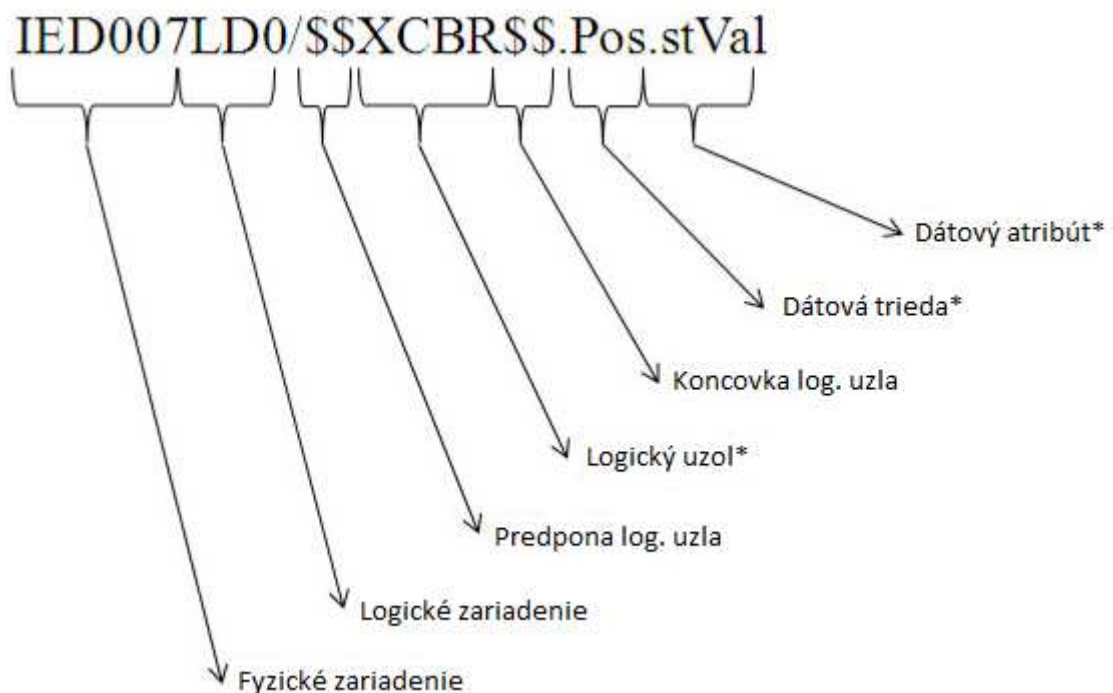 IED007LD0/$$XCBR$$.Pos.stVal
Dátový atribút*
Dátová trieda*
Koncovka log. uzla
Logický uzol*
Predpona log. uzla
Logické zariadenie
Fyzické zariadenie